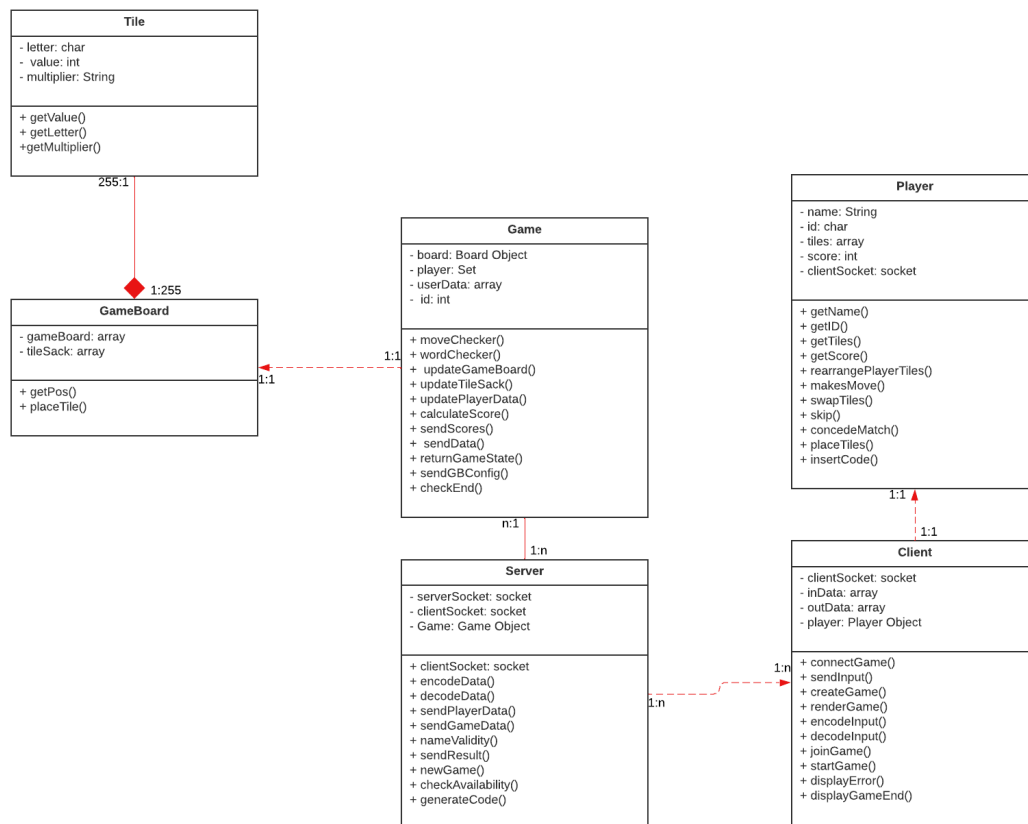 Tile
- letter: char
-  value: int
- multiplier: String
+ getValue()
+ getLetter()
+getMultiplier()
255:1
1:255
GameBoard
- gameBoard: array
- tileSack: array
+ getPos()
+ placeTile()
1:1
1:1
Game
- board: Board Object
- player: Set
- userData: array
-  id: int
+ moveChecker()
+ wordChecker()
+  updateGameBoard()
+ updateTileSack()
+ updatePlayerData()
+ calculateScore()
+ sendScores()
+  sendData()
+ returnGameState()
+ sendGBConfig()
+ checkEnd()
n:1
1:n
Server
- serverSocket: socket
- clientSocket: socket
- Game: Game Object
+ clientSocket: socket
+ encodeData()
+ decodeData()
+ sendPlayerData()
+ sendGameData()
+ nameValidity()
+ sendResult()
+ newGame()
+ checkAvailability()
+ generateCode()
1:n
1:n
Player
- name: String
- id: char
- tiles: array
- score: int
- clientSocket: socket
+ getName()
+ getID()
+ getTiles()
+ getScore()
+ rearrangePlayerTiles()
+ makesMove()
+ swapTiles()
+ skip()
+ concedeMatch()
+ placeTiles()
+ insertCode()
1:1
1:1
Client
- clientSocket: socket
- inData: array
- outData: array
- player: Player Object
+ connectGame()
+ sendInput()
+ createGame()
+ renderGame()
+ encodeInput()
+ decodeInput()
+ joinGame()
+ startGame()
+ displayError()
+ displayGameEnd()